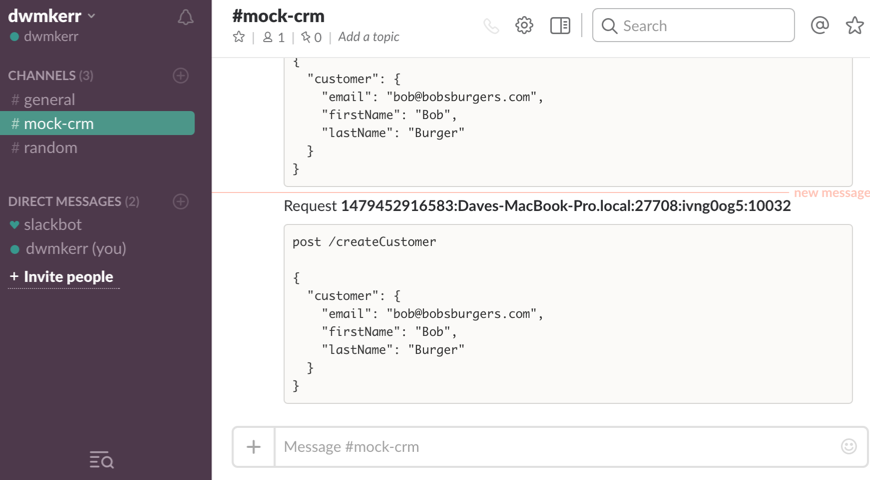 dwmkerr
dwmkerr
CHANNELS (3)
# general
# mock-crm
# random
DIRECT MESSAGES (2)
slackbot
dwmkerr (you)
+ Invite people
#mock-crm
1 | 0 | Add a topic
Search
{
  "customer": {
    "email": "bob@bobsburgers.com",
    "firstName": "Bob",
    "lastName": "Burger"
  }
}
new message
Request 1479452916583:Daves-MacBook-Pro.local:27708:ivng0og5:10032
post /createCustomer
{
  "customer": {
    "email": "bob@bobsburgers.com",
    "firstName": "Bob",
    "lastName": "Burger"
  }
}
+ Message #mock-crm